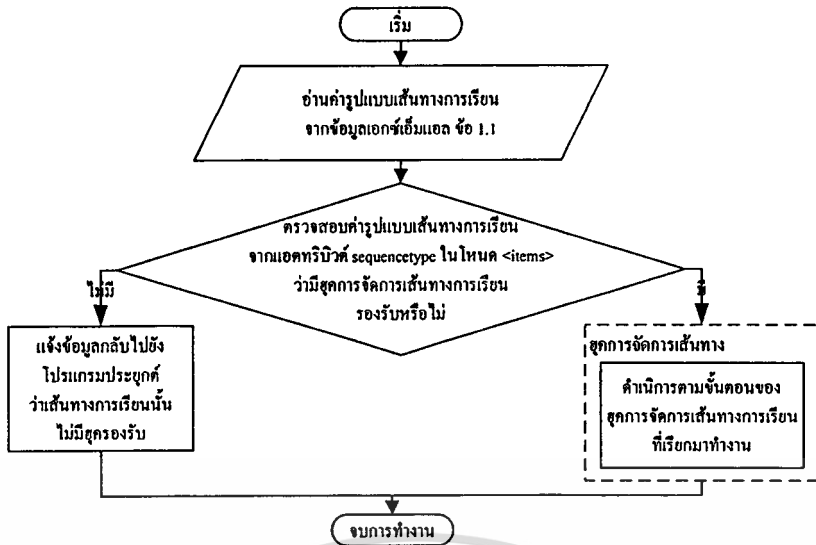 เริ่ม
อ่านค่ารูปแบบเส้นทางการเรียน
จากข้อมูลเอกซ์เอ็มแอล ข้อ 1.1
ตรวจสอบค่ารูปแบบเส้นทางการเรียน
จากแอตทริบิวต์ sequencetype ในโหนด <items>
ว่ามีฮุคการจัดการเส้นทางการเรียน
รองรับหรือไม่
ไม่มี
มี
แจ้งข้อมูลกลับไปยัง
โปรแกรมประยุกต์
ว่าเส้นทางการเรียนนั้น
ไม่มีฮุครองรับ
ฮุคการจัดการเส้นทาง
ดำเนิการตามขั้นตอนของ
ฮุคการจัดการเส้นทางการเรียน
ที่เรียกมาทำงาน
จบการทำงาน